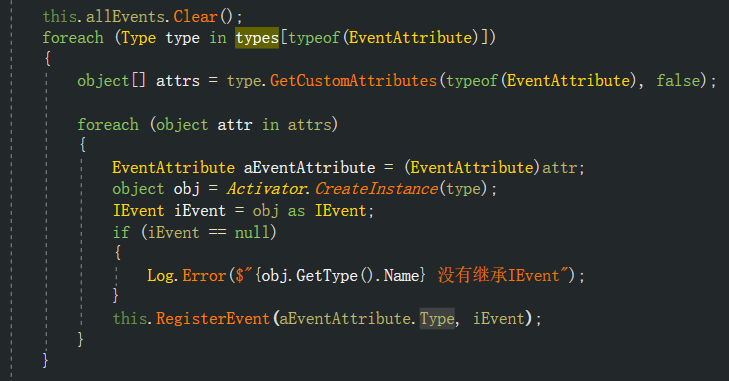 this.allEvents.Clear();
foreach (Type type in types[typeof(EventAttribute)])
{
object[] attrs = type.GetCustomAttributes(typeof(EventAttribute), false);
foreach (object attr in attrs)
{
EventAttribute aEventAttribute = (EventAttribute)attr;
object obj = Activator.CreateInstance(type);
IEvent iEvent = obj as IEvent;
if (iEvent == null)
{
Log.Error($"{obj.GetType().Name} 没有继承IEvent");
}
this.RegisterEvent(aEventAttribute.Type, iEvent);
}
}